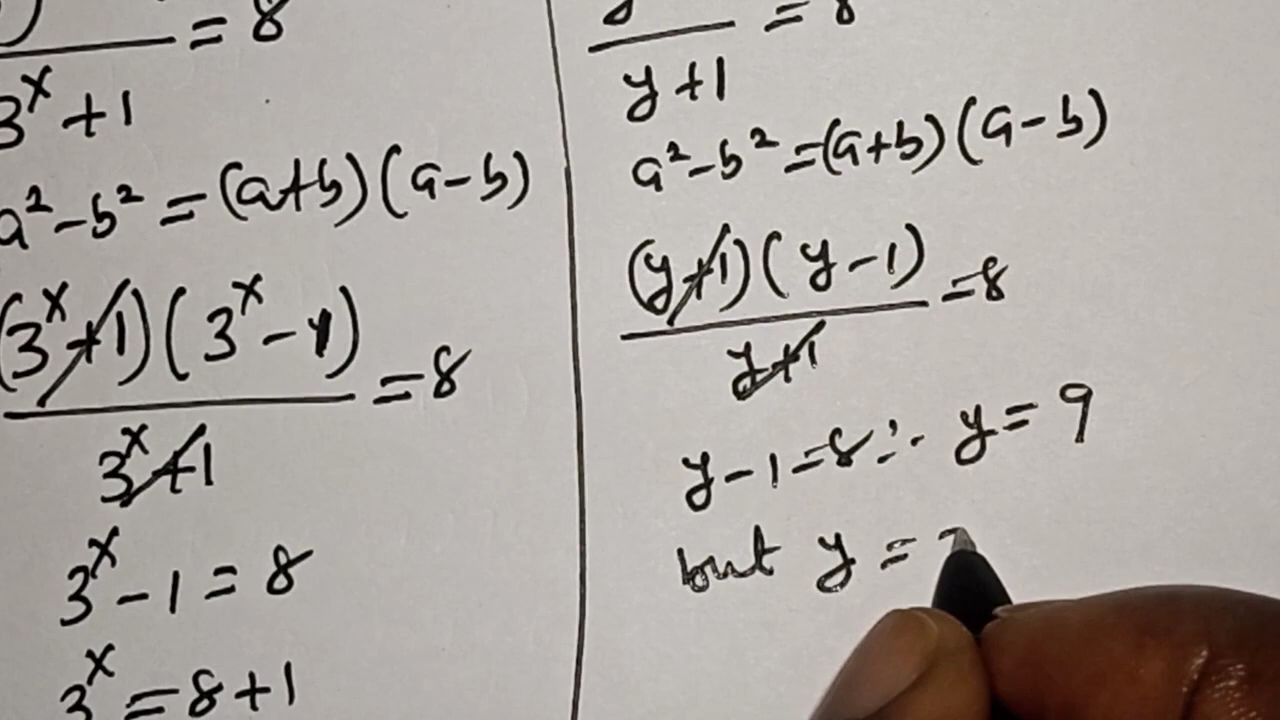 = 8
3^x + 1
a² - b² = (a+b)(a-b)
(3^x+1)(3^x-1)
= 8
3^x+1
3^x - 1 = 8
3^x = 8+1
= 8
y+1
a² - b² = (a+b)(a-b)
(y+1)(y-1)
= 8
y+1
y-1=8 ∴ y = 9
but y =